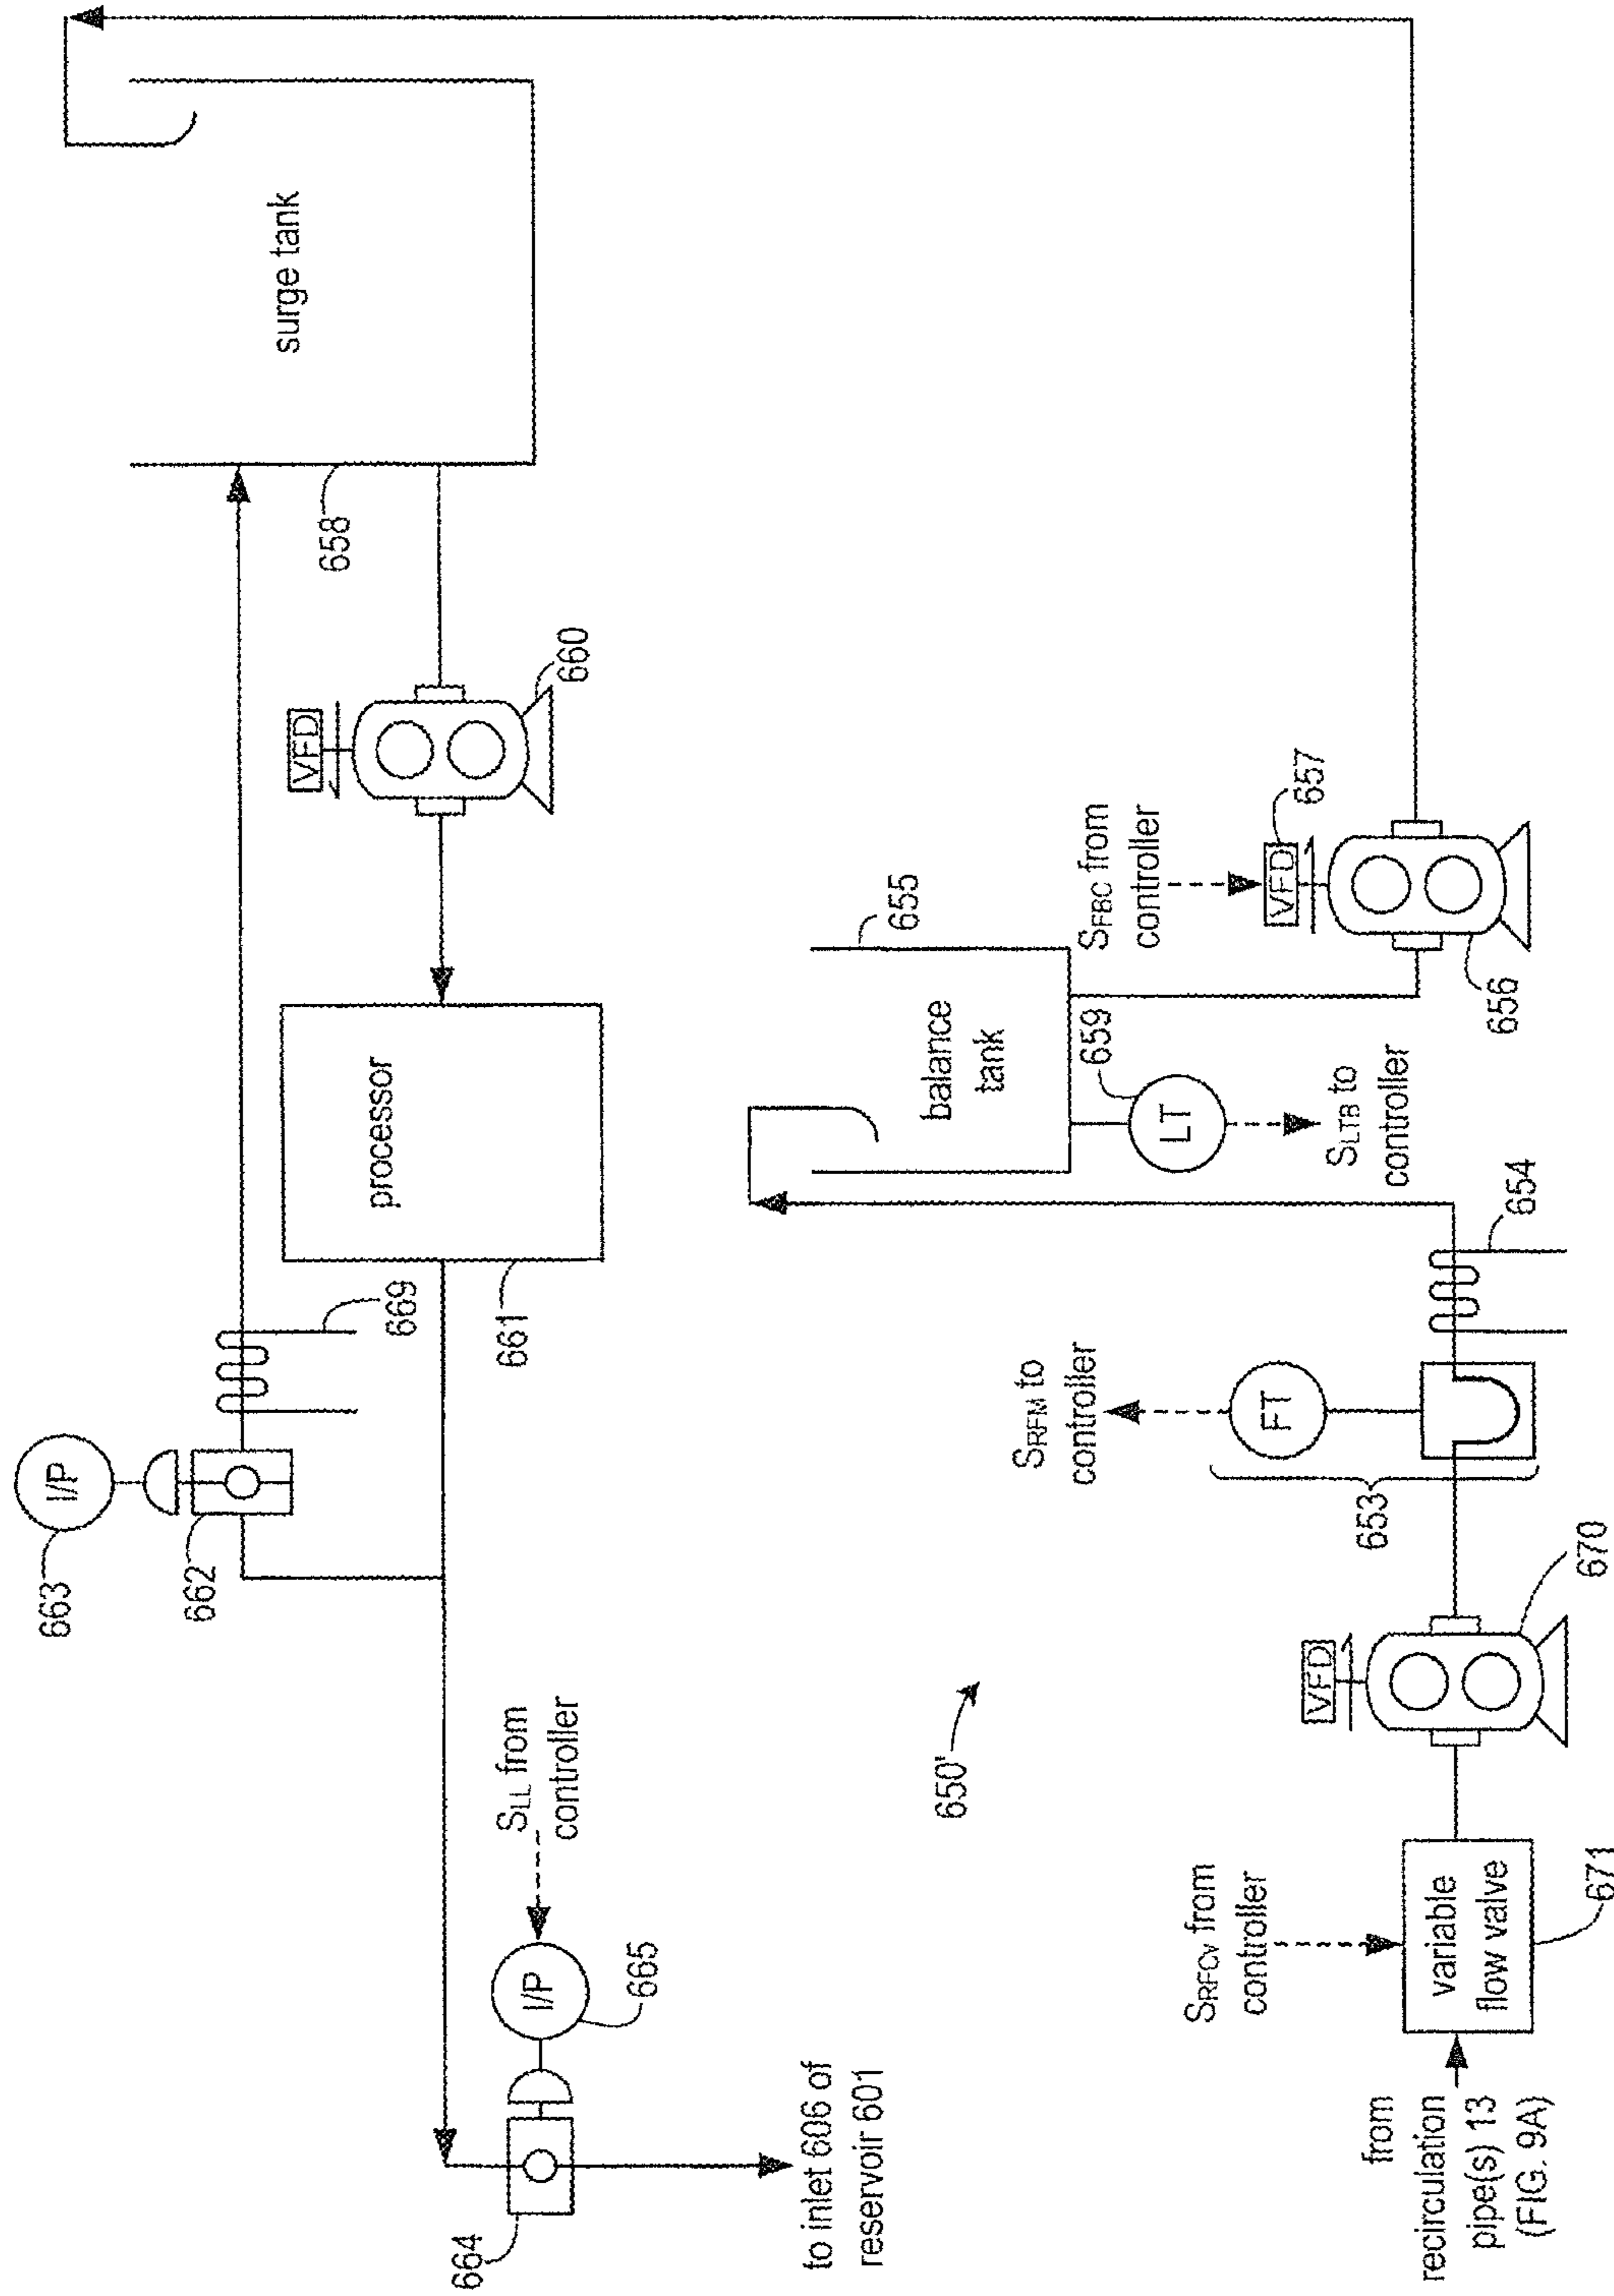 surge tank
658
VFD
660
processor
661
669
I/P
663
662
SLL from
controller
I/P
665
664
to inlet 606 of
reservoir 601
650'
655
balance
tank
659
LT
SLTB to
controller
SFBC from
controller
VFD
657
656
654
SRFM to
controller
FT
653
VFD
670
SRFCv from
controller
variable
flow valve
671
from
recirculation
pipe(s) 13
(FIG. 9A)